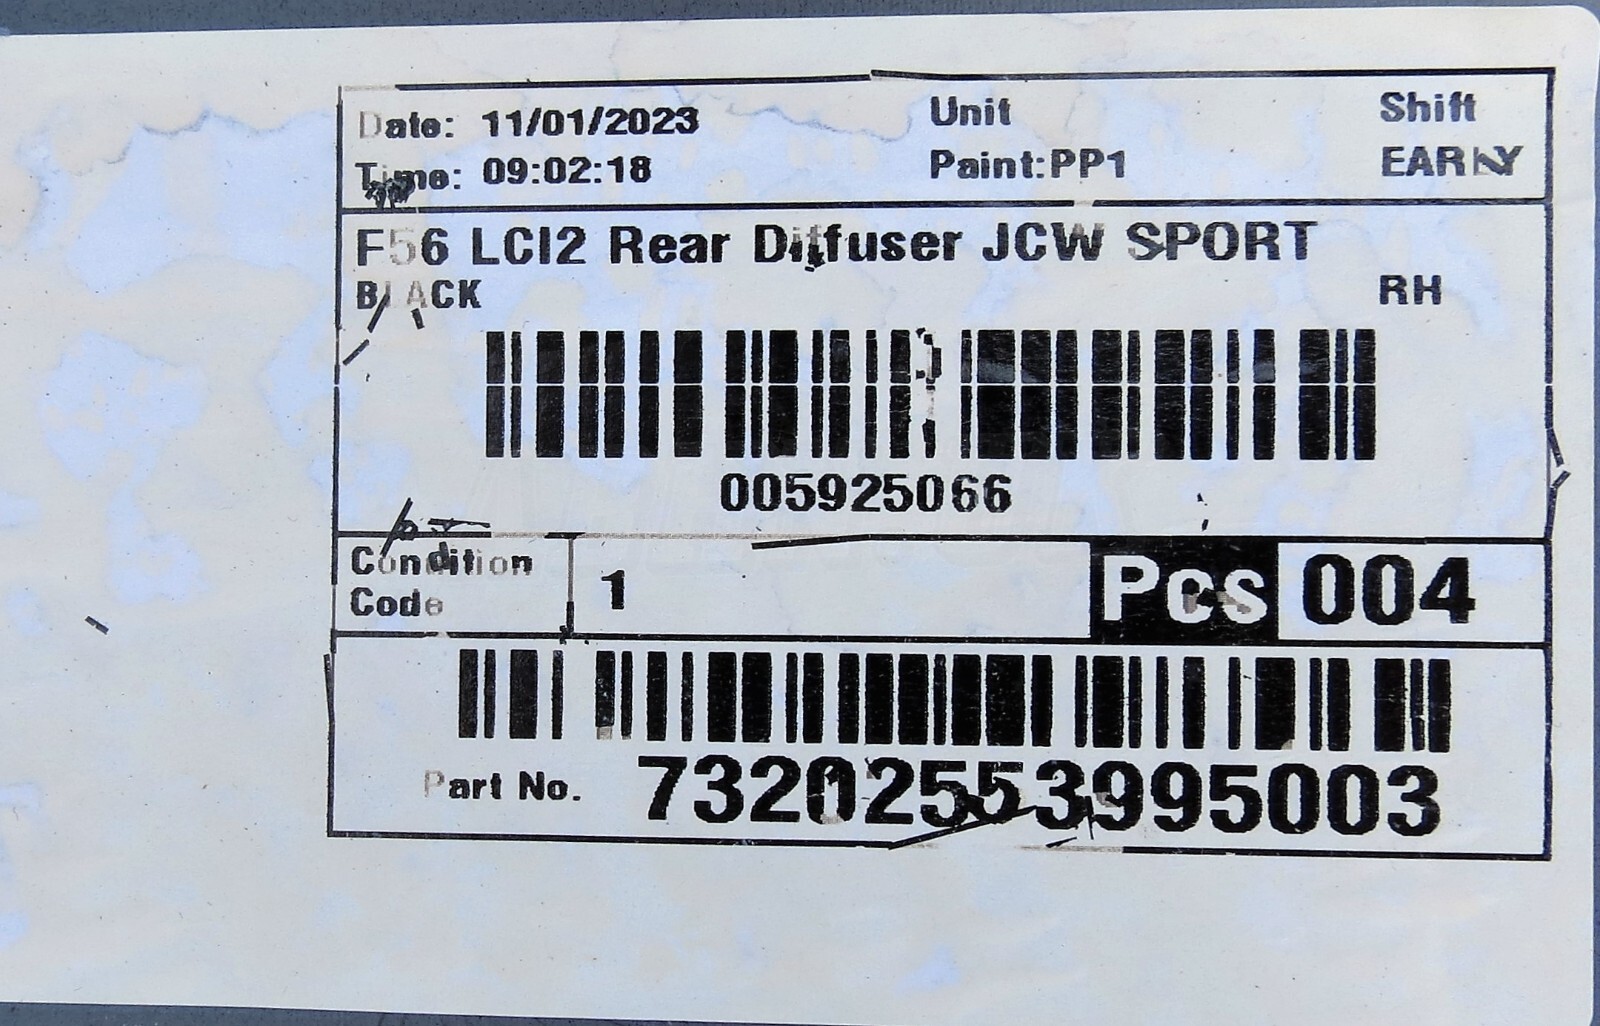 Date: 11/01/2023 Unit Shift
Time: 09:02:18 Paint:PP1 EARLY
F56 LCI2 Rear Diffuser JCW SPORT
BLACK RH
005925066
Condition
Code 1 Pcs 004
Part No. 73202553995003